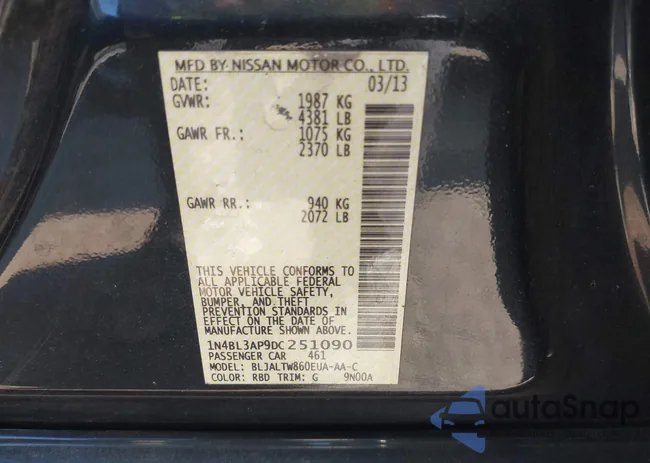 MFD BY NISSAN MOTOR CO., LTD.
DATE: 03/13
GVWR: 1987 KG
4381 LB
GAWR FR.: 1075 KG
2370 LB
GAWR RR.: 940 KG
2072 LB
THIS VEHICLE CONFORMS TO
ALL APPLICABLE FEDERAL
MOTOR VEHICLE SAFETY,
BUMPER, AND THEFT
PREVENTION STANDARDS IN
EFFECT ON THE DATE OF
MANUFACTURE SHOWN ABOVE.
1N4BL3AP9DC251090
PASSENGER CAR 461
MODEL: BLJALTW860EUA-AA-C
COLOR: RBD TRIM: G 9N00A
autoSnap